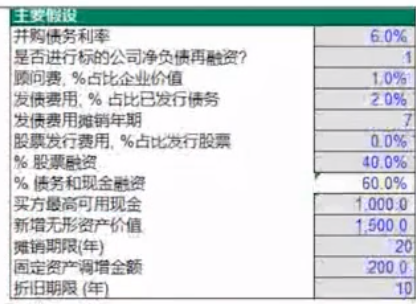 主要假设
并购债务利率 6.0%
是否进行标的公司净负债再融资? 1
顾问费, %占比企业价值 1.0%
发债费用; % 占比已发行债务 2.0%
发债费用摊销年期 7
股票发行费用, %占比发行股票 0.0%
% 股票融资 40.0%
% 债务和现金融资 60.0%
买方最高可用现金 1,000.0
新增无形资产价值 1,500.0
摊销期限(年) 20
固定资产调增金额 200.0
折旧期限 (年) 10